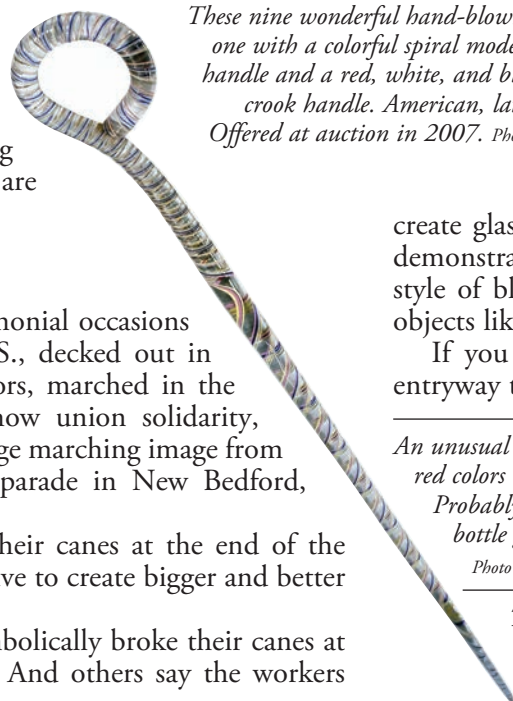 These nine wonderful hand-blow
one with a colorful spiral mode
handle and a red, white, and b
crook handle. American, la
Offered at auction in 2007. Pho
g
are
monial occasions
S., decked out in
ors, marched in the
now union solidarity,
ge marching image from
parade in New Bedford,
heir canes at the end of the
ve to create bigger and better
bolically broke their canes at
And others say the workers
create glas
demonstra
style of bl
objects lik
If you
entryway t
An unusual
red colors
Probably
bottle
Photo